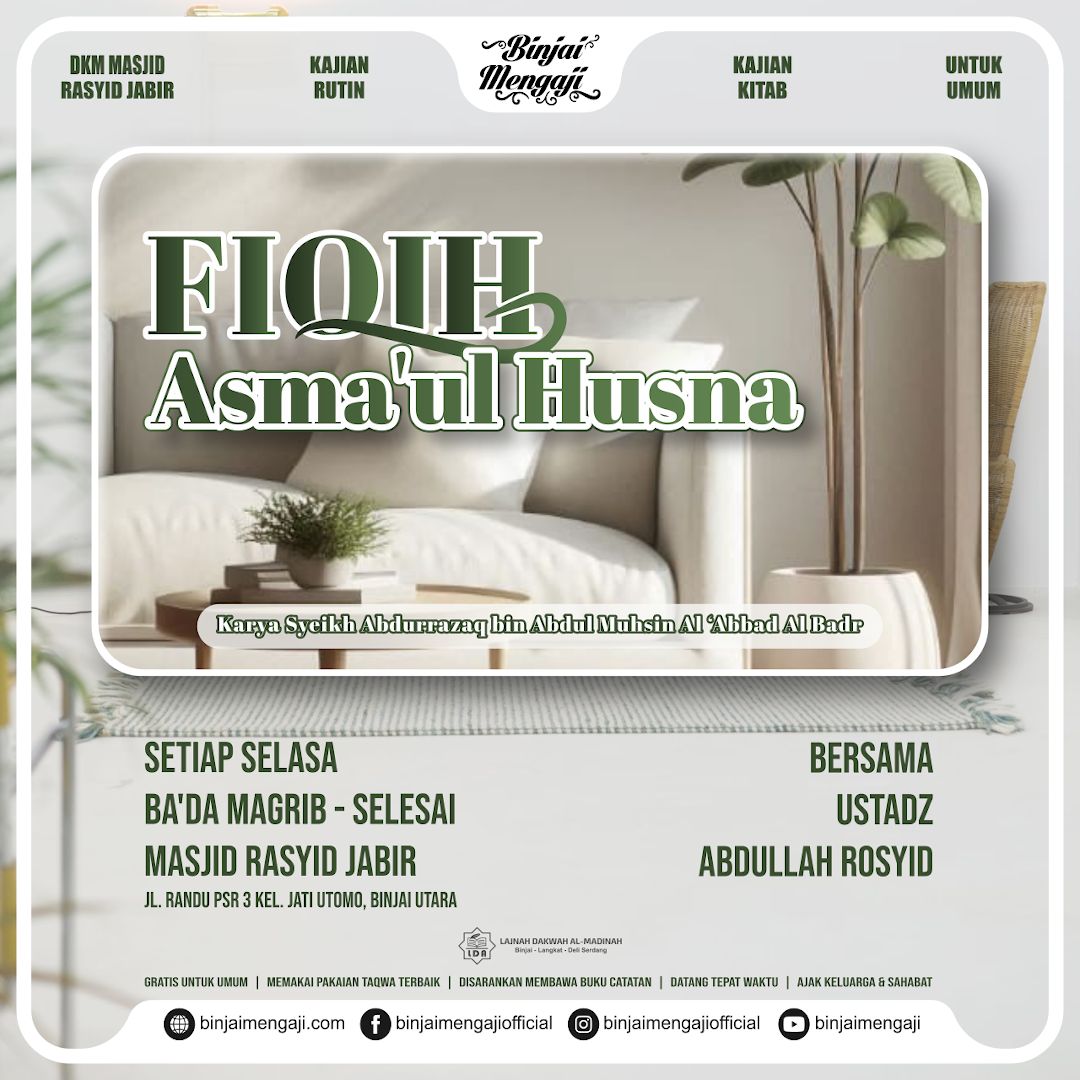 DKM MASJID
RASYID JABIR
KAJIAN
RUTIN
Binjai
Mengaji
KAJIAN
KITAB
UNTUK
UMUM
FIQIH
Asma'ul Husna
Karya Syeikh Abdurrazaq bin Abdul Muhsin Al ‘Abbad Al Badr
SETIAP SELASA
BA'DA MAGRIB - SELESAI
MASJID RASYID JABIR
JL. RANDU PSR 3 KEL. JATI UTOMO, BINJAI UTARA
BERSAMA
USTADZ
ABDULLAH ROSYID
LDA
LAJNAH DAKWAH AL-MADINAH
Binjai - Langkat - Deli Serdang
GRATIS UNTUK UMUM | MEMAKAI PAKAIAN TAQWA TERBAIK | DISARANKAN MEMBAWA BUKU CATATAN | DATANG TEPAT WAKTU | AJAK KELUARGA & SAHABAT
binjaimengaji.com binjaimengajiofficial binjaimengajiofficial binjaimengaji